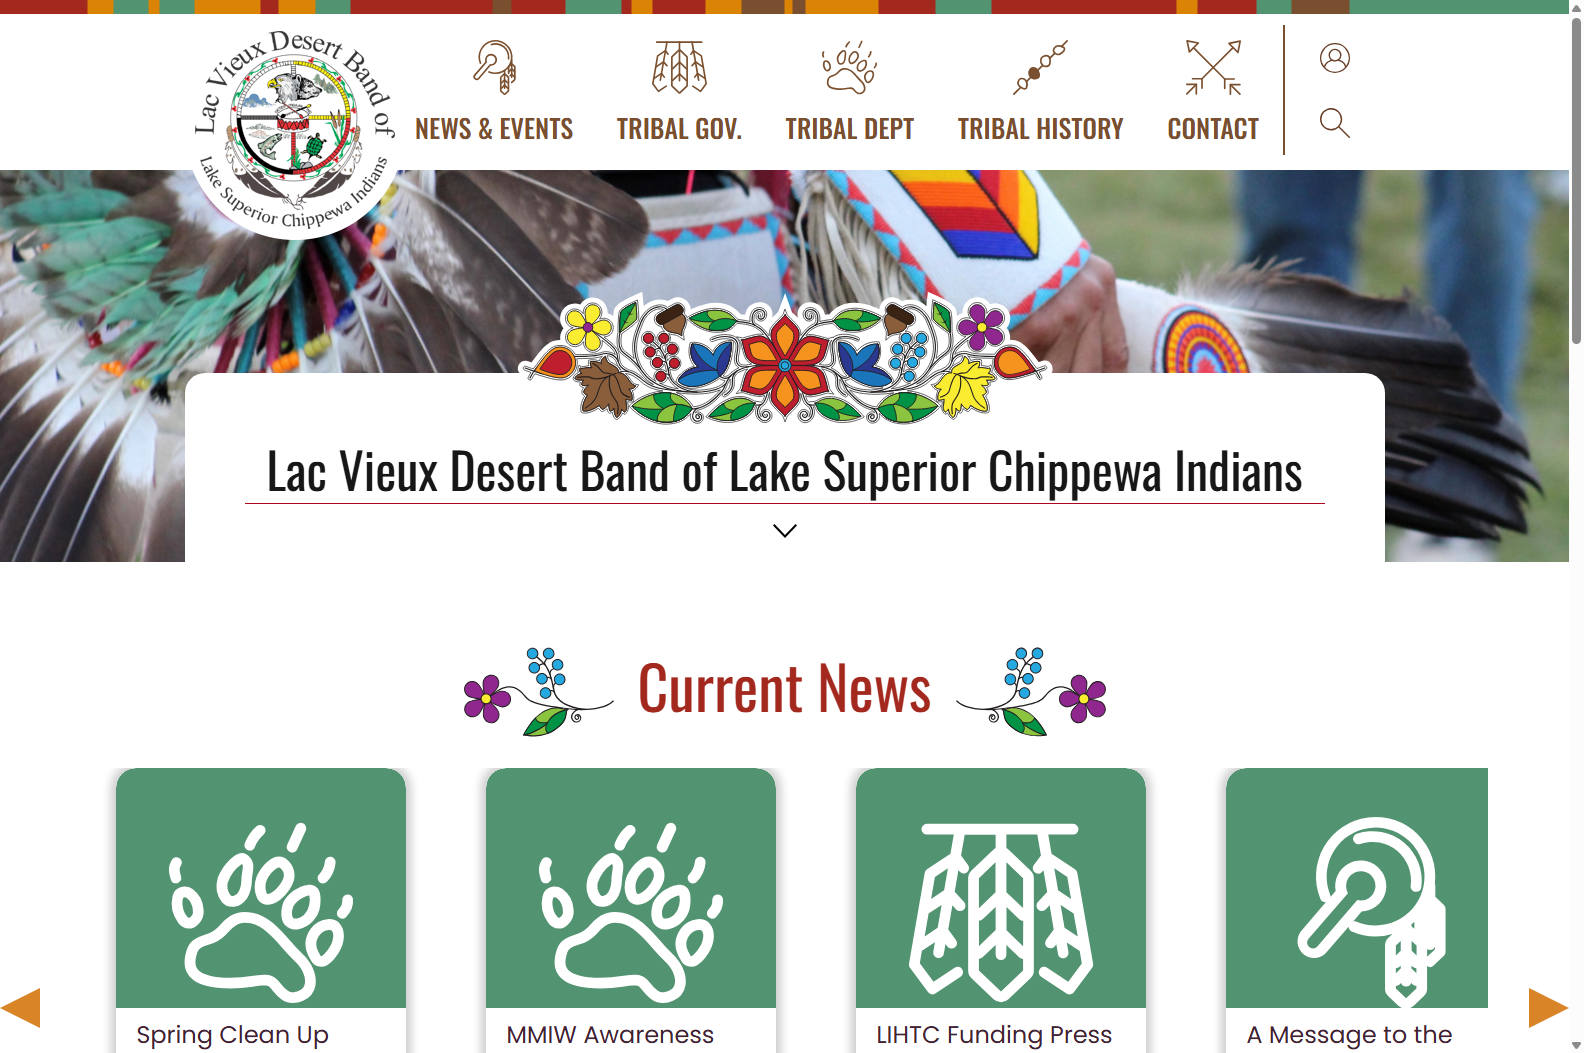 Lac Vieux Desert Band of
Lake Superior Chippewa Indians
NEWS & EVENTS
TRIBAL GOV.
TRIBAL DEPT
TRIBAL HISTORY
CONTACT
Lac Vieux Desert Band of Lake Superior Chippewa Indians
Current News
Spring Clean Up
MMIW Awareness
LIHTC Funding Press
A Message to the